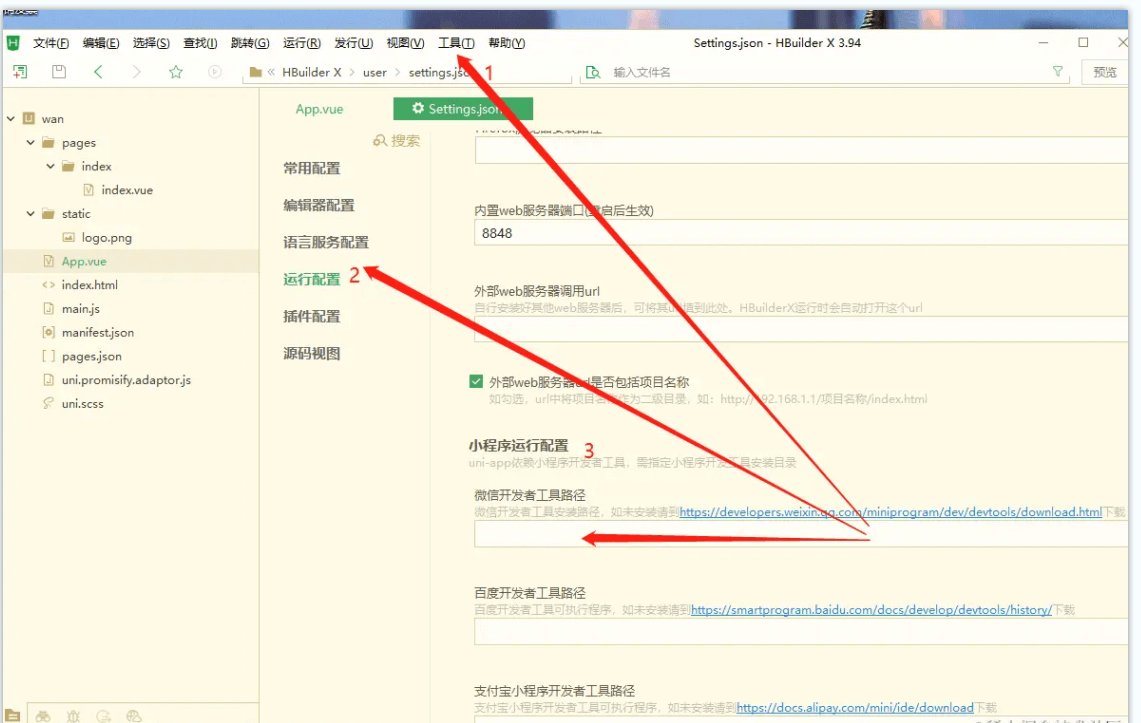 文件(F) 编辑(E) 选择(S) 查找(I) 跳转(G) 运行(R) 发行(U) 视图(V) 工具(T) 帮助(Y) Settings.json - HBuilder X 3.94
HBuilder X > user > settings.json 1 输入文件名 预览
App.vue Settings.json
搜索
wan
pages
index
index.vue
static
logo.png
App.vue
index.html
main.js
manifest.json
pages.json
uni.promisify.adaptor.js
uni.scss
常用配置
编辑器配置
语言服务配置
运行配置 2
插件配置
源码视图
内置web服务器端口(重启后生效)
8848
外部web服务器调用url
自行安装好其他web服务器后，可将其url填到此处。HBuilderX运行时会自动打开这个url
外部web服务器url是否包括项目名称
如勾选，url中将项目名称作为二级目录，如：http://192.168.1.1/项目名称/index.html
小程序运行配置 3
uni-app依赖小程序开发者工具，需指定小程序开发工具安装目录
微信开发者工具路径
微信开发者工具安装路径，如未安装请到https://developers.weixin.qq.com/miniprogram/dev/devtools/download.html下载
百度开发者工具路径
百度开发者工具可执行程序，如未安装请到https://smartprogram.baidu.com/docs/develop/devtools/history/下载
支付宝小程序开发者工具路径
支付宝小程序开发者工具可执行程序，如未安装请到https://docs.alipay.com/mini/ide/download下载